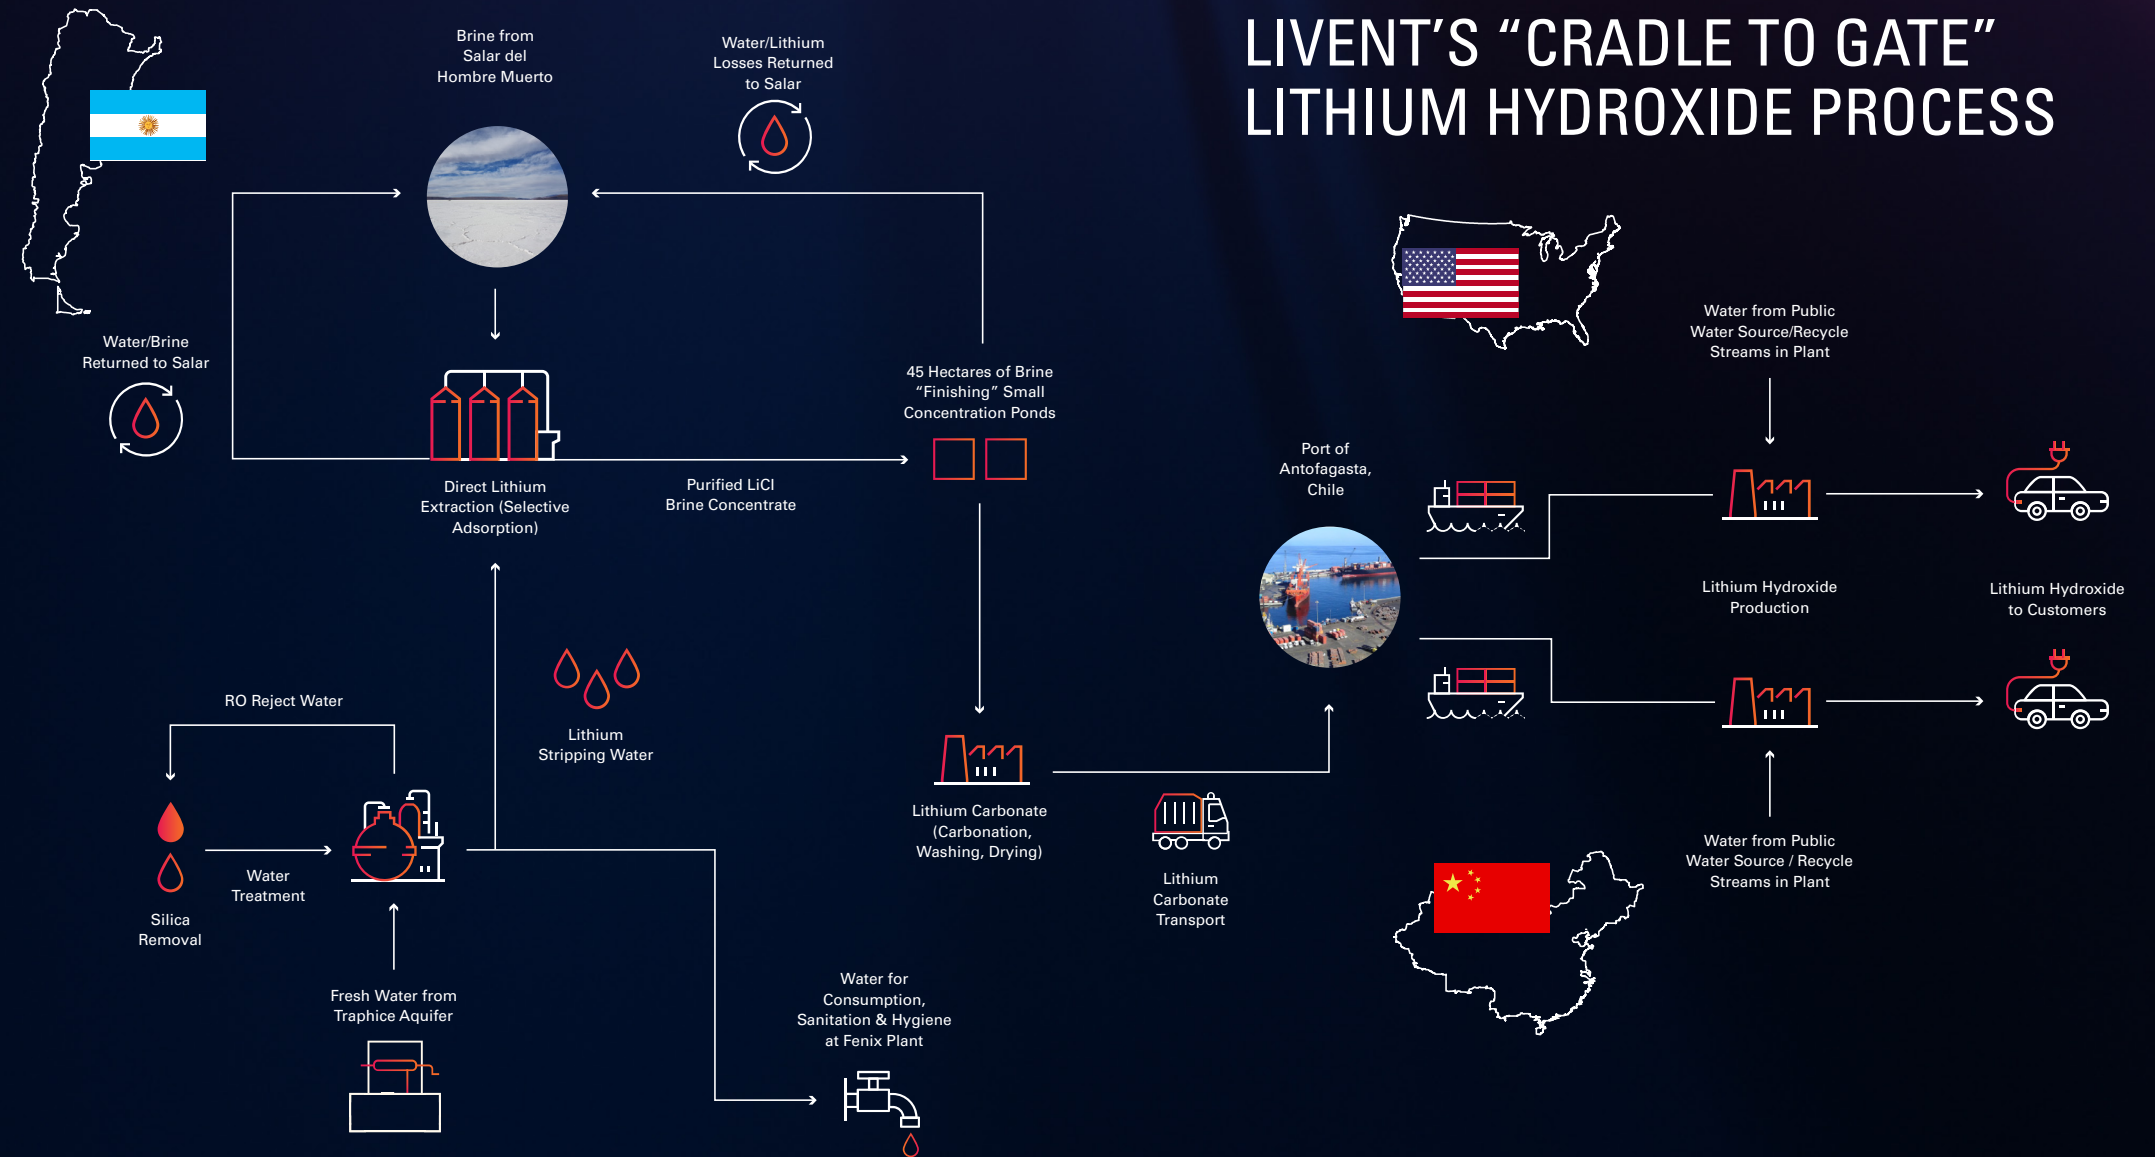 LIVENT'S “CRADLE TO GATE”
LITHIUM HYDROXIDE PROCESS
Brine from
Salar del
Hombre Muerto
Water/Lithium
Losses Returned
to Salar
Water/Brine
Returned to Salar
Direct Lithium
Extraction (Selective
Adsorption)
Purified LiCl
Brine Concentrate
45 Hectares of Brine
“Finishing” Small
Concentration Ponds
RO Reject Water
Lithium
Stripping Water
Water
Treatment
Silica
Removal
Fresh Water from
Traphice Aquifer
Water for
Consumption,
Sanitation & Hygiene
at Fenix Plant
Lithium Carbonate
(Carbonation,
Washing, Drying)
Lithium
Carbonate
Transport
Port of
Antofagasta,
Chile
Water from Public
Water Source/Recycle
Streams in Plant
Lithium Hydroxide
Production
Lithium Hydroxide
to Customers
Water from Public
Water Source / Recycle
Streams in Plant